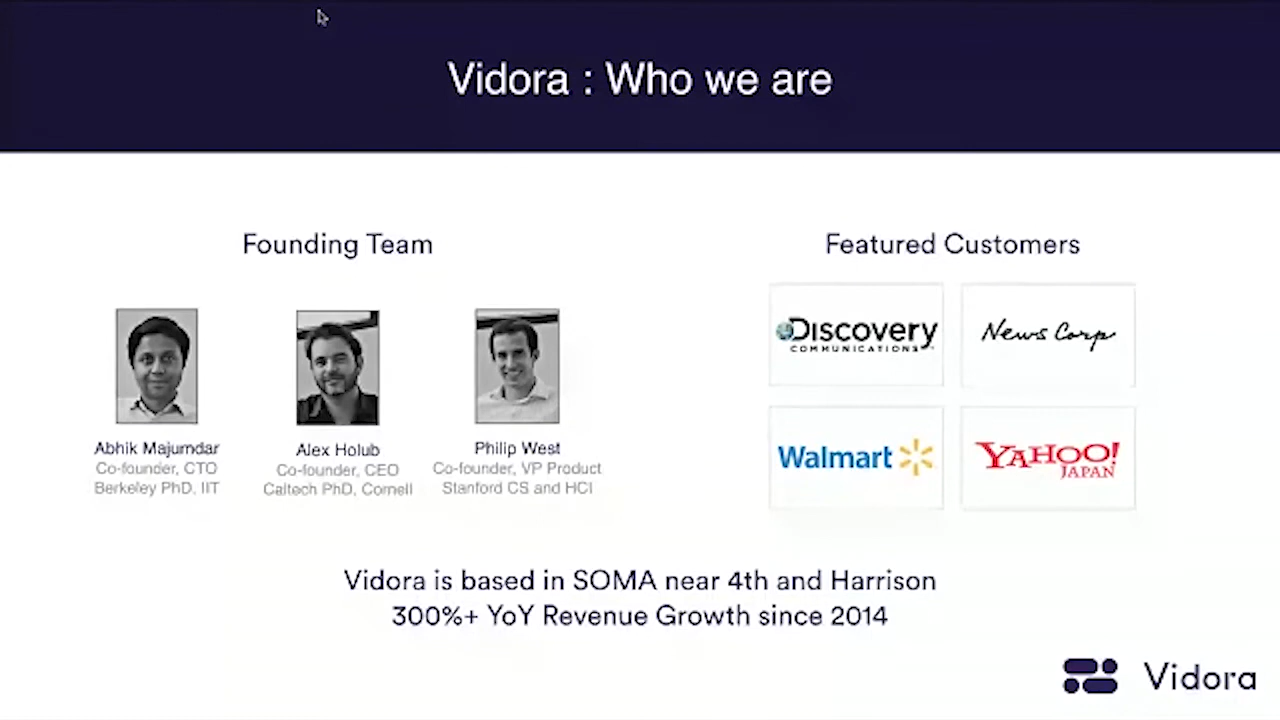 Vidora : Who we are
Founding Team
Abhik Majumdar
Co-founder, CTO
Berkeley PhD, IIT
Alex Holub
Co-founder, CEO
Caltech PhD, Cornell
Philip West
Co-founder, VP Product
Stanford CS and HCI
Featured Customers
Discovery
COMMUNICATIONS
News Corp
Walmart
YAHOO!
JAPAN
Vidora is based in SOMA near 4th and Harrison
300%+ YoY Revenue Growth since 2014
Vidora